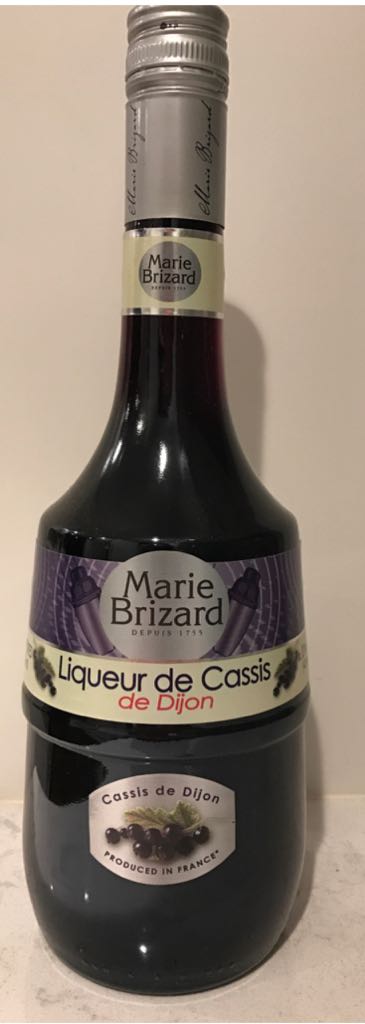 Marie Brizard
Marie Brizard
Marie
Brizard
DEPUIS 1755
Marie
Brizard
DEPUIS 1755
Liqueur de Cassis
de Dijon
Cassis de Dijon
PRODUCED IN FRANCE*